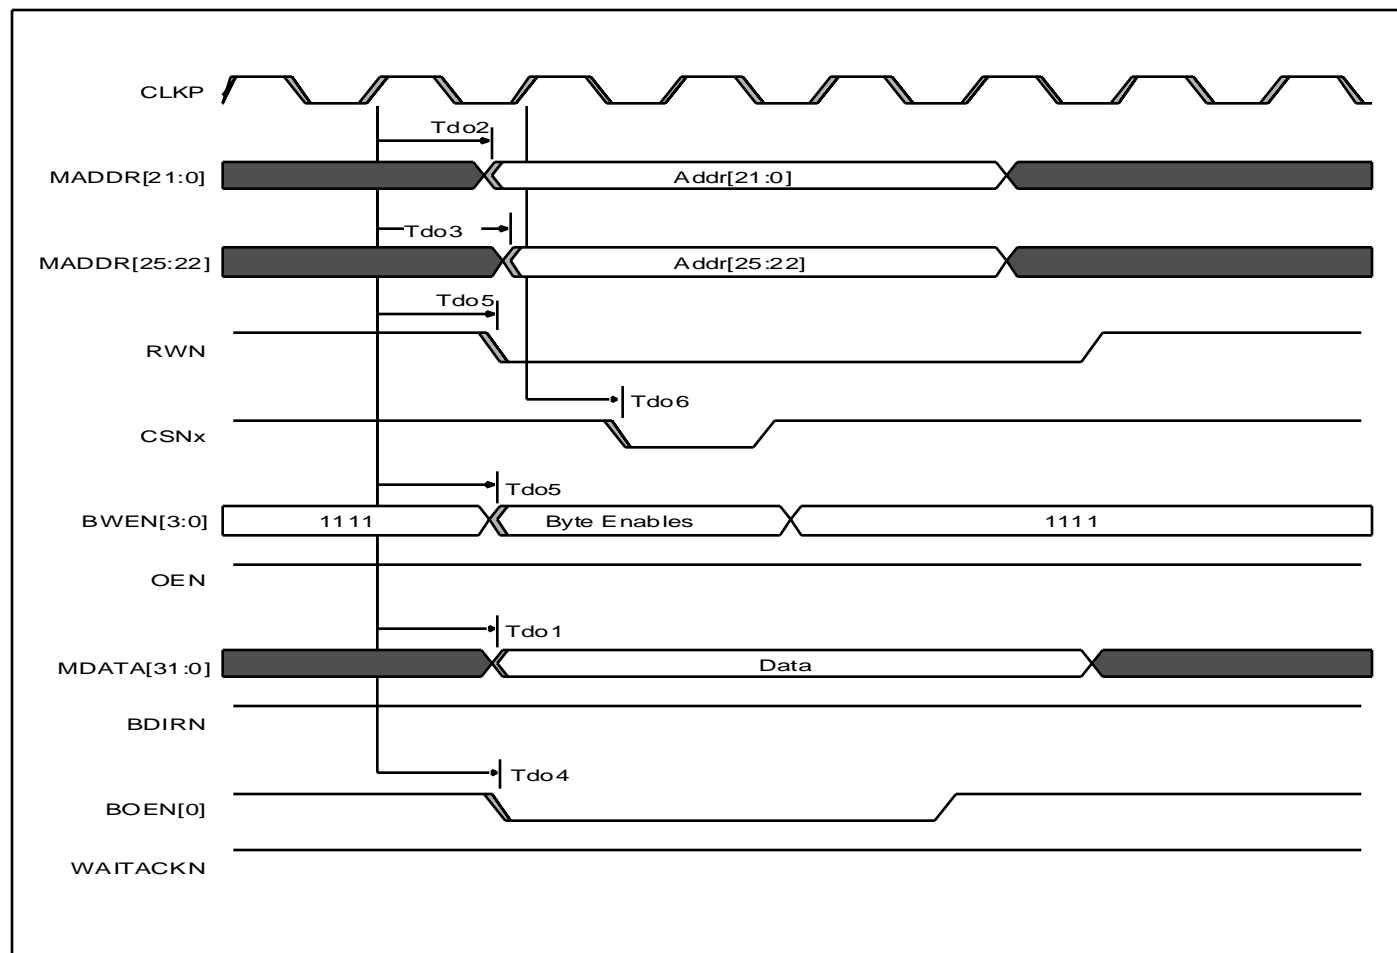 CLKP
Tdo2
MADDR[21:0] Addr[21:0]
Tdo3
MADDR[25:22] Addr[25:22]
Tdo5
RWN
Tdo6
CSNx
Tdo5
BWEN[3:0] 1111 Byte Enables 1111
OEN
Tdo1
MDATA[31:0] Data
BDIRN
Tdo4
BOEN[0]
WAITACKN